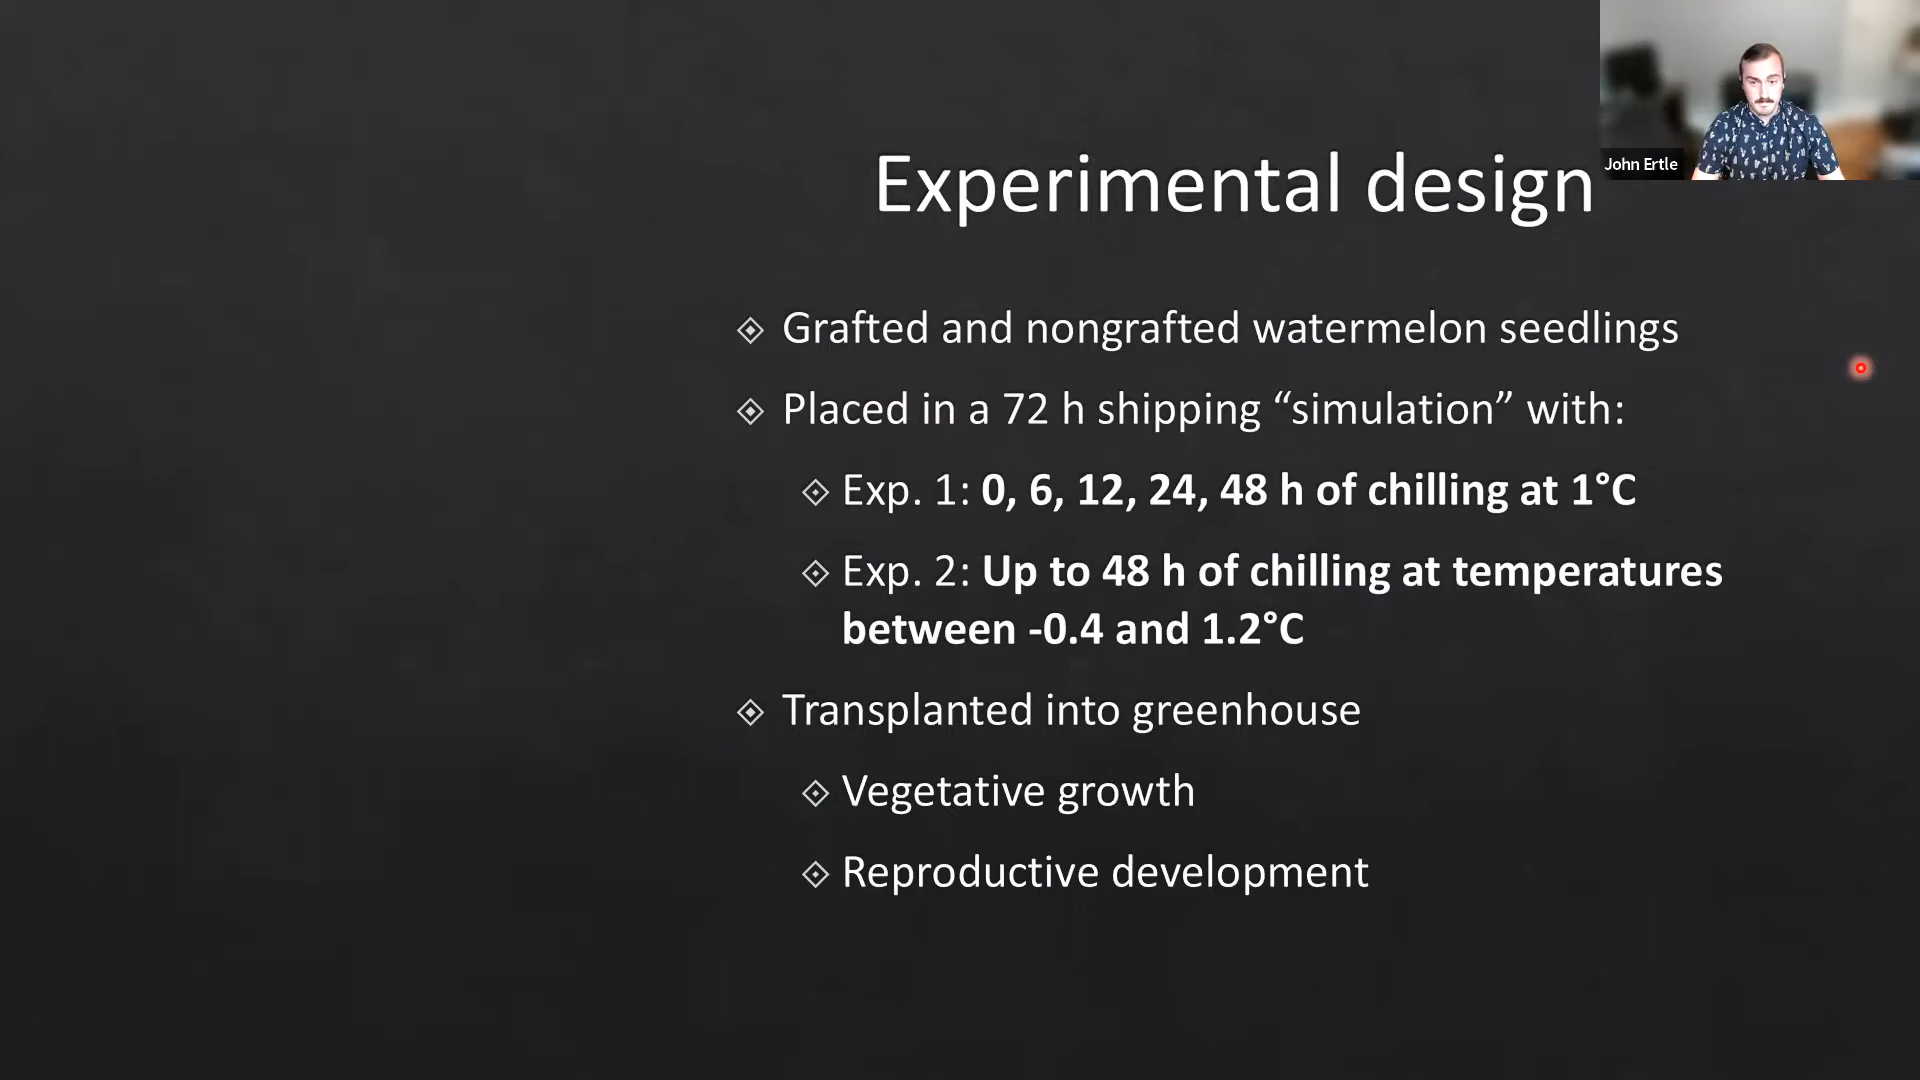 Experimental design
John Ertle
Grafted and nongrafted watermelon seedlings
Placed in a 72 h shipping “simulation” with:
Exp. 1: 0, 6, 12, 24, 48 h of chilling at 1°C
Exp. 2: Up to 48 h of chilling at temperatures
between -0.4 and 1.2°C
Transplanted into greenhouse
Vegetative growth
Reproductive development